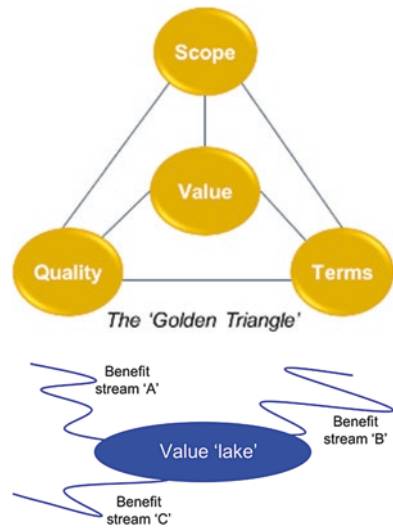 Scope
Value
Quality
Terms
The ‘Golden Triangle’
Benefit
stream ‘A’
Value ‘lake’
Benefit
stream ‘B’
Benefit
stream ‘C’